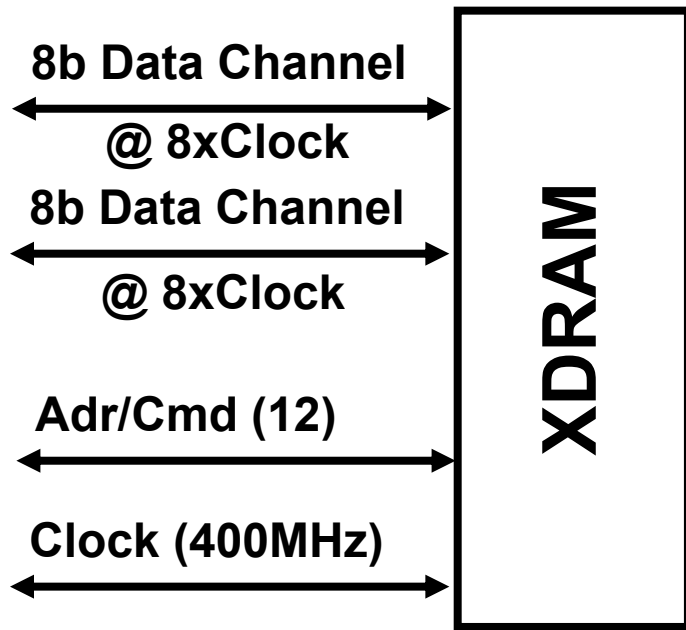 8b Data Channel
@ 8xClock
8b Data Channel
@ 8xClock
Adr/Cmd (12)
Clock (400MHz)
XDRAM